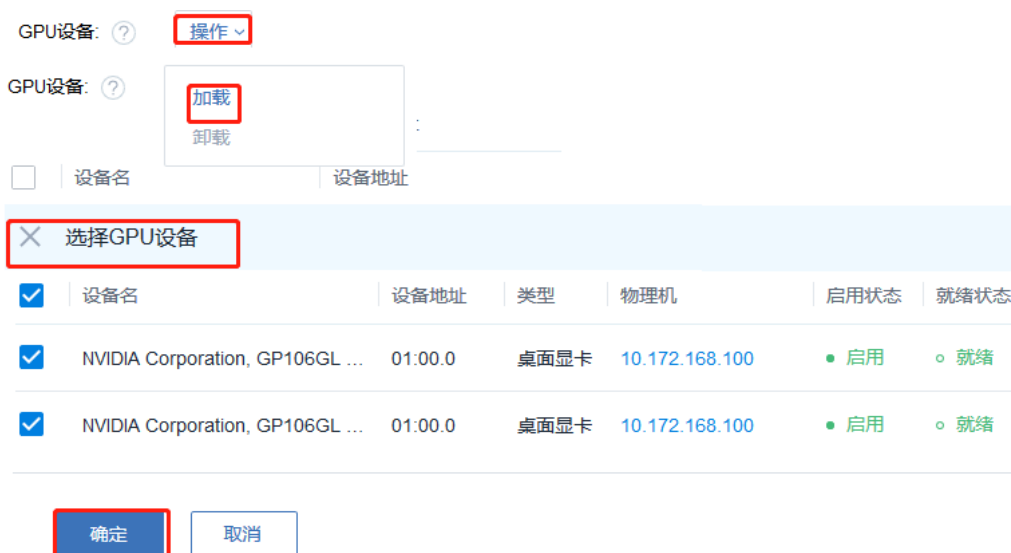 GPU设备: ? 操作
GPU设备: ?
加载
卸载
:
设备名 设备地址
选择GPU设备
设备名 设备地址 类型 物理机 启用状态 就绪状态
NVIDIA Corporation, GP106GL ... 01:00.0 桌面显卡 10.172.168.100 启用 就绪
NVIDIA Corporation, GP106GL ... 01:00.0 桌面显卡 10.172.168.100 启用 就绪
确定 取消